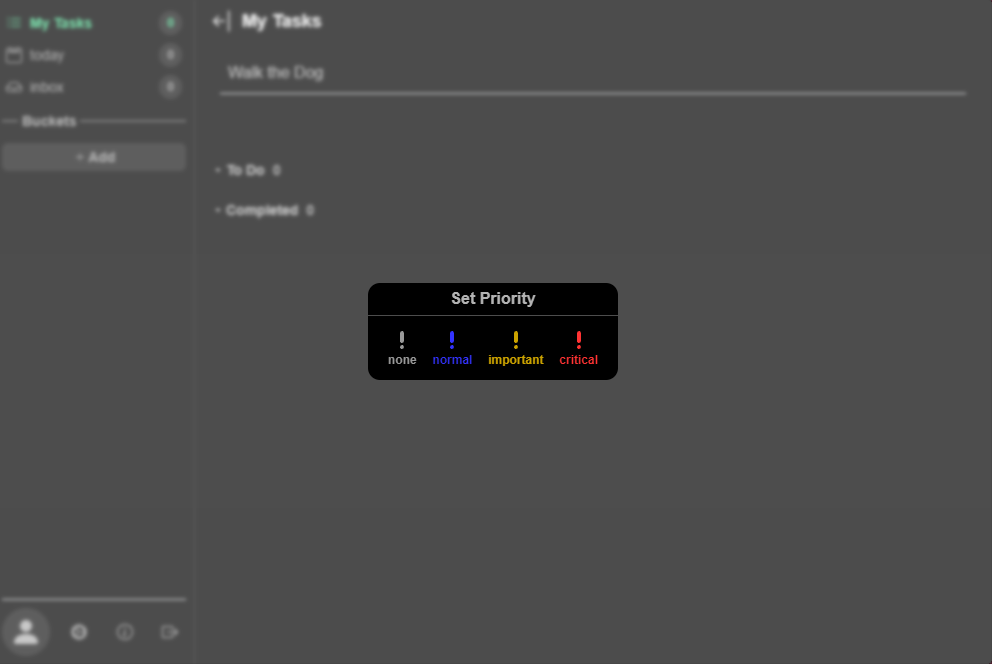 My Tasks 0
today 0
inbox 0
Buckets
+ Add
My Tasks
Walk the Dog
To Do 0
Completed 0
Set Priority
none normal important critical